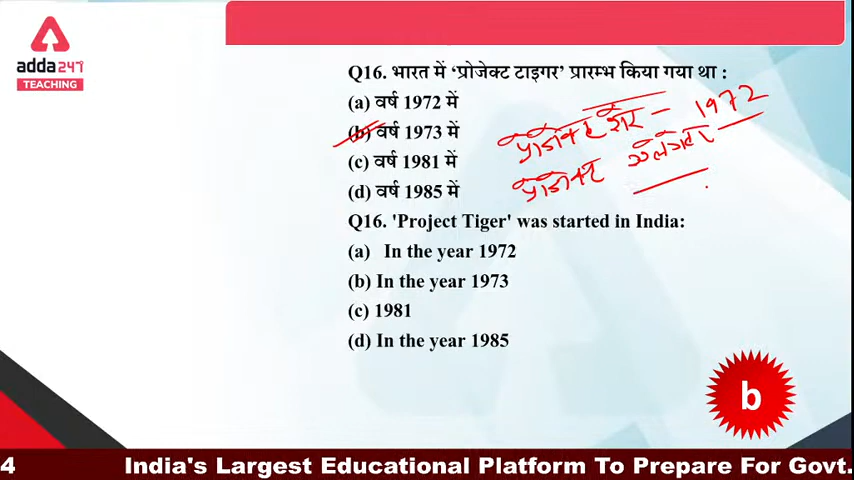 adda247
TEACHING
Q16. भारत में ‘प्रोजेक्ट टाइगर’ प्रारम्भ किया गया था :
(a) वर्ष 1972 में
(b) वर्ष 1973 में
(c) वर्ष 1981 में
(d) वर्ष 1985 में
प्रोजेक्ट शेर – 1972
प्रोजेक्ट
Q16. 'Project Tiger' was started in India:
(a) In the year 1972
(b) In the year 1973
(c) 1981
(d) In the year 1985
b
4 India's Largest Educational Platform To Prepare For Govt.